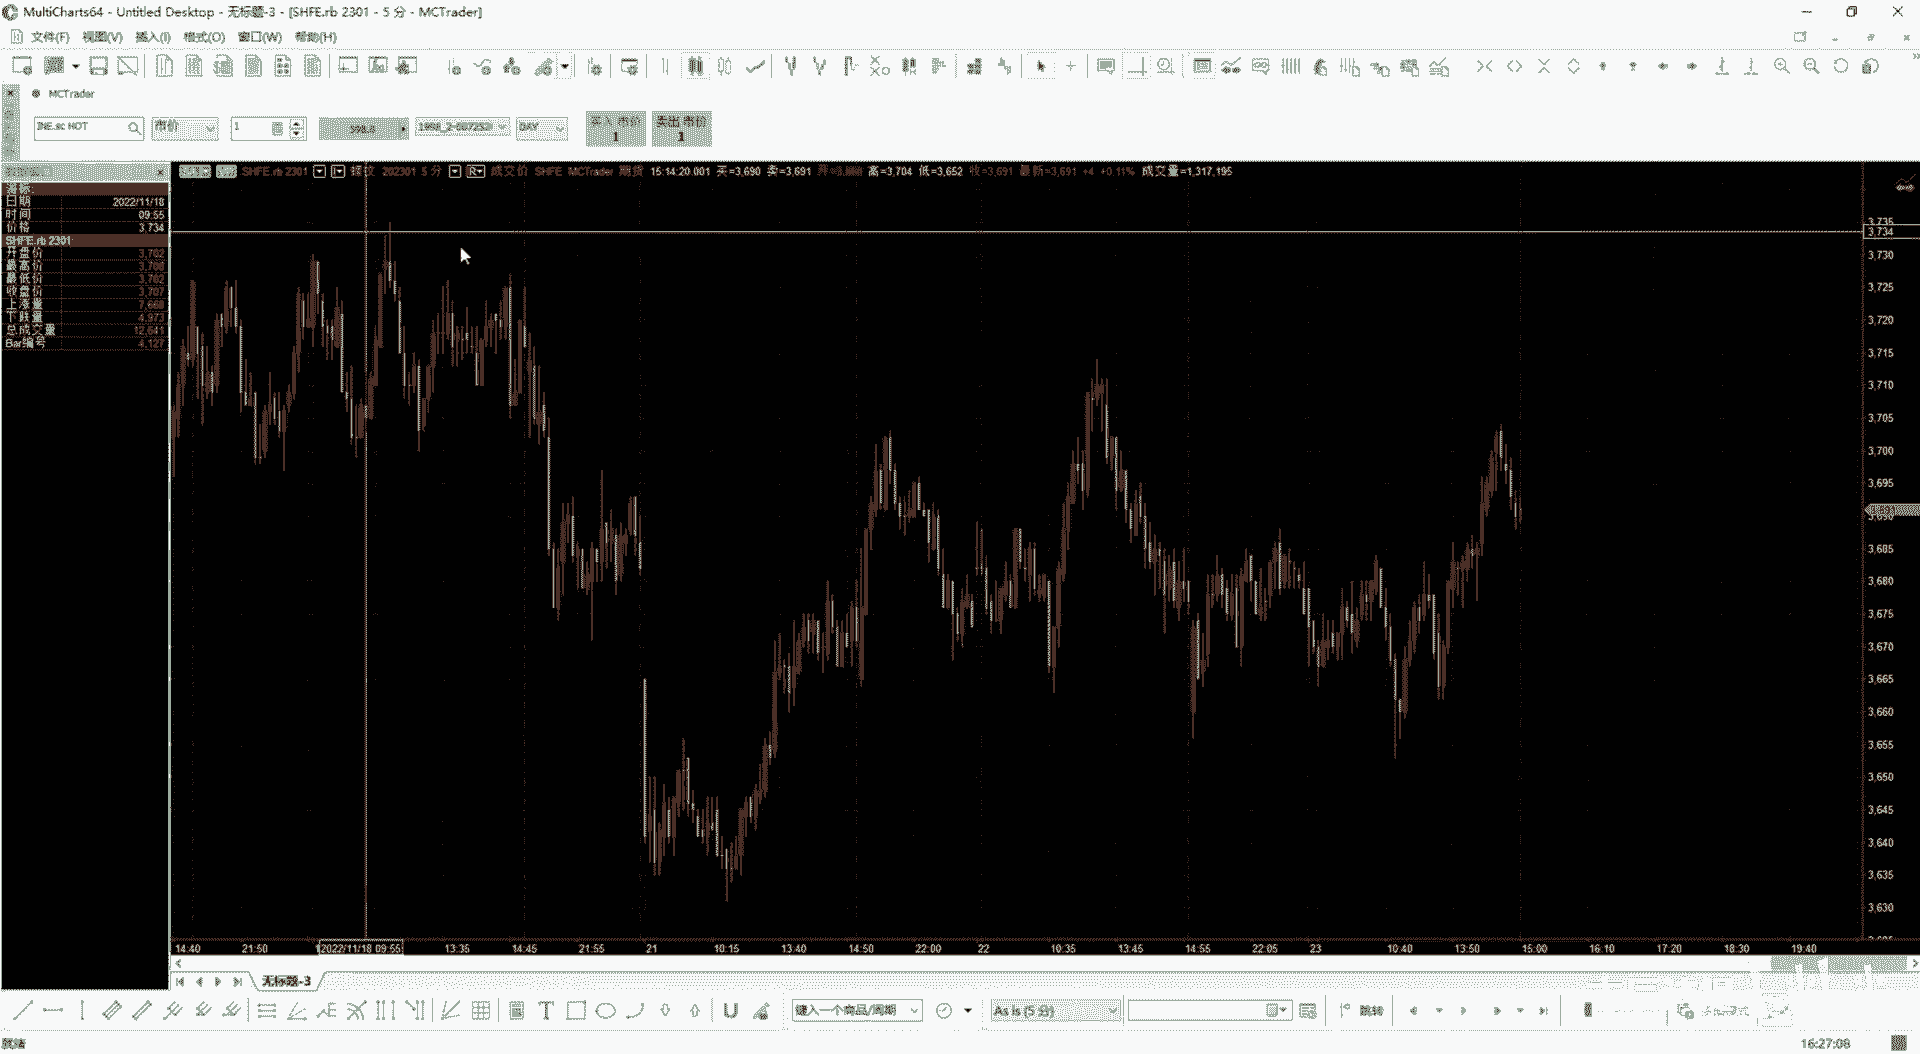 MultiCharts64 - Untitled Desktop - 无标题-3 - [SHFE.rb 2301 - 5 分 - MCTrader]
文件(F) 视图(V) 插入(I) 格式(O) 窗口(W) 帮助(H)
MCTrader
INE.sc HOT 市价 1 DAY 买入 市价 1 卖出 市价 1
SHFE.rb 2301 202301 5 分 成交价 SHFE MCTrader 期货 15:14:20.001 买=3,690 卖=3,691 高=3,704 低=3,652 收=3,691 最新=3,691 +4 +0.11% 成交量=1,317,195
日期 2022/11/18
时间 09:55
价格 3,734
SHFE.rb 2301
开盘价 3,702
最高价
最低价 3,702
收盘价 3,707
上涨量
下跌量 4,973
总成交量 12,641
Bar编号 4,127
3,735
3,734
3,730
3,725
3,720
3,715
3,710
3,705
3,700
3,695
3,690
3,685
3,680
3,675
3,670
3,665
3,660
3,655
3,650
3,645
3,640
3,635
3,630
14:40 21:50 2022/11/18 09:55 13:35 14:45 21:55 21 10:15 13:40 14:50 22:00 22 10:35 13:45 14:55 22:05 23 10:40 13:50 15:00 16:10 17:20 18:30 19:40
无标题-3
键入一个商品/周期 As is (5 分) 跳转
就绪 16:27:08